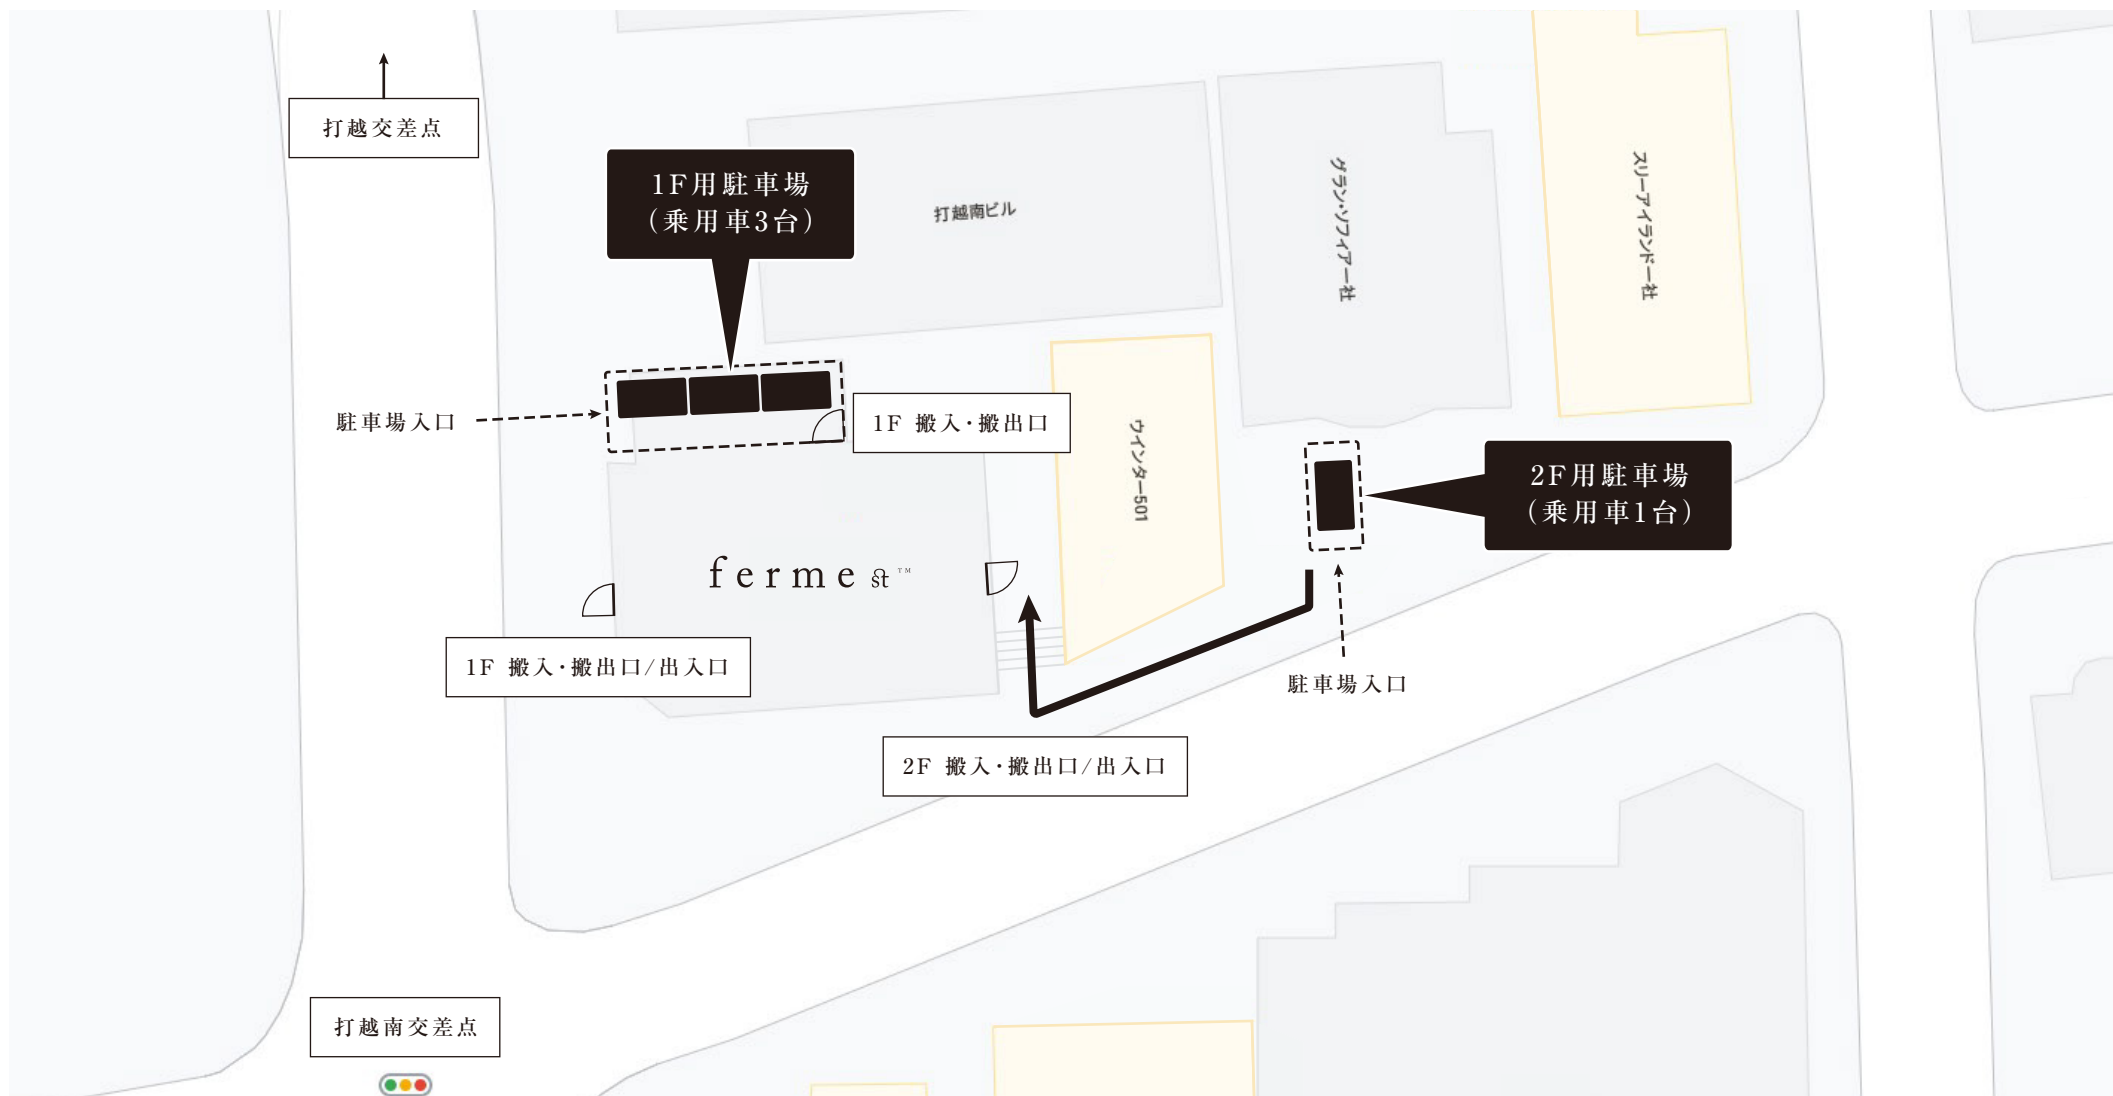 打越交差点
1F用駐車場
(乗用車3台)
打越南ビル
グラン・ソフィアー社
スリーアイランドー社
駐車場入口
1F 搬入・搬出口
ウインター501
2F用駐車場
(乗用車1台)
ferme st ™
1F 搬入・搬出口/出入口
駐車場入口
2F 搬入・搬出口/出入口
打越南交差点